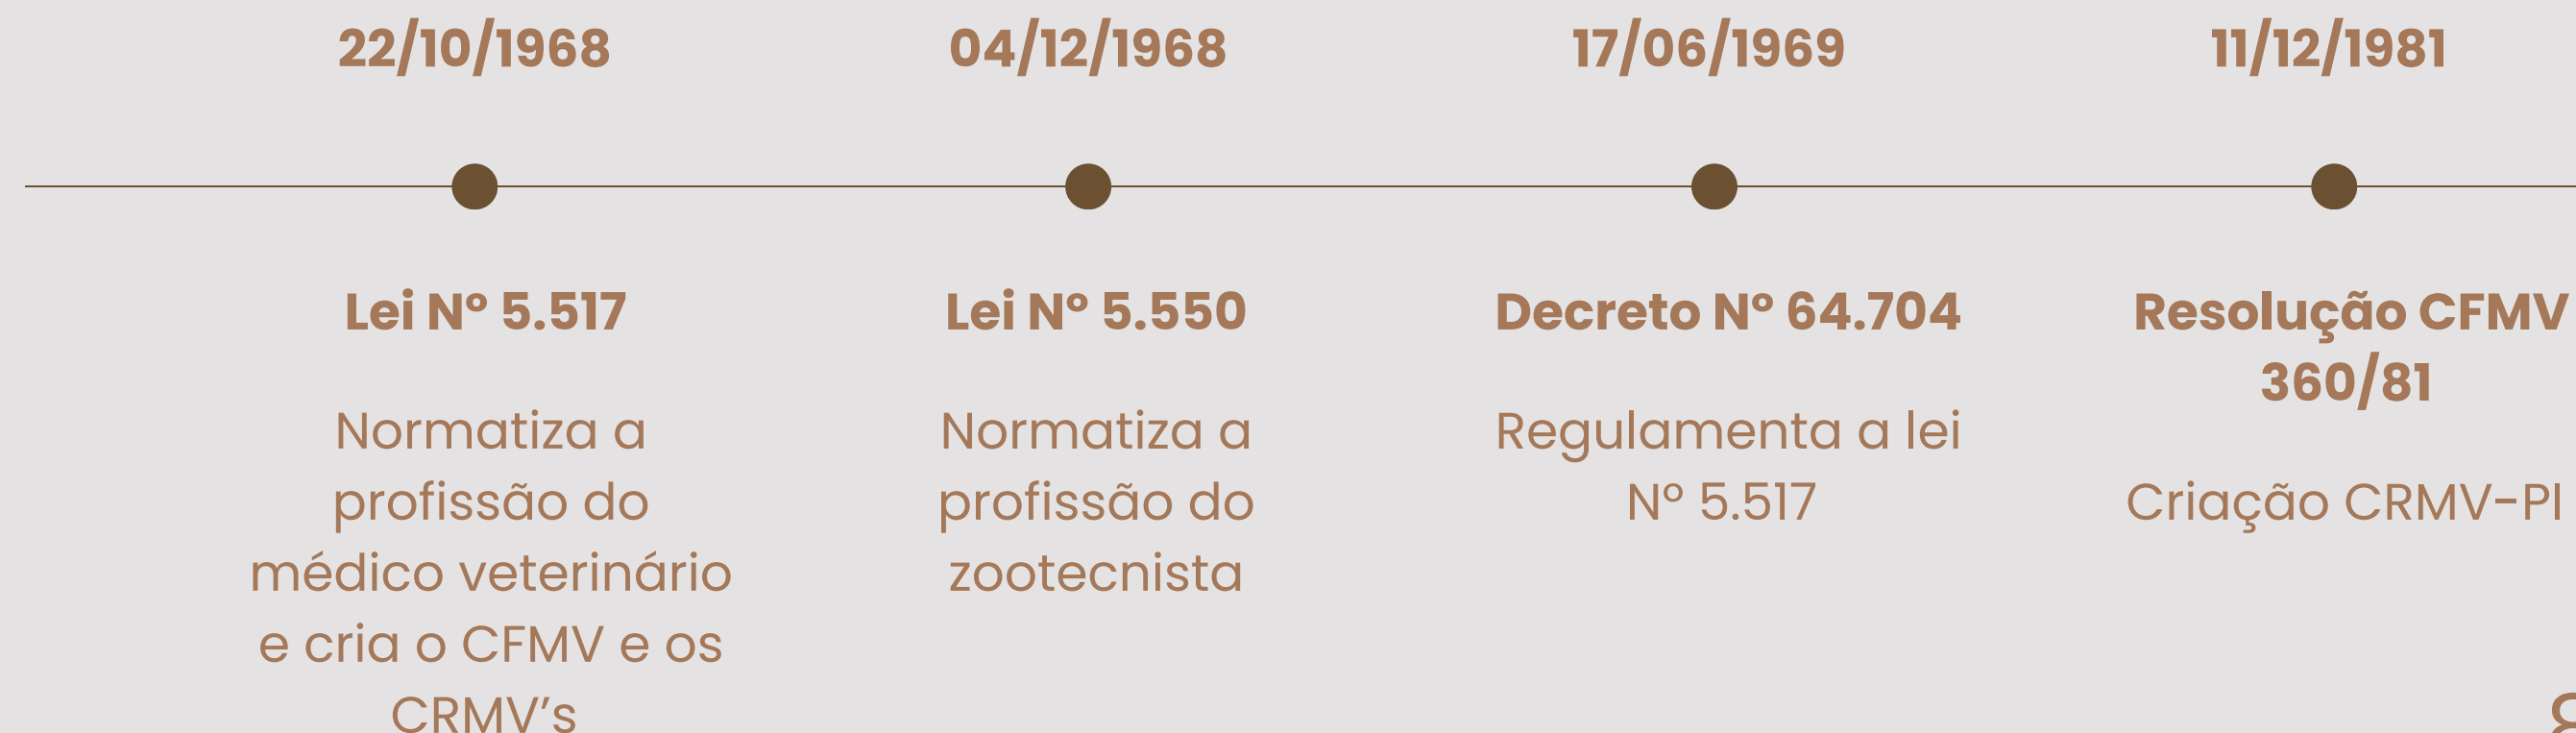 22/10/1968
04/12/1968
17/06/1969
11/12/1981
Lei Nº 5.517
Normatiza a
profissão do
médico veterinário
e cria o CFMV e os
CRMV’s
Lei Nº 5.550
Normatiza a
profissão do
zootecnista
Decreto Nº 64.704
Regulamenta a lei
Nº 5.517
Resolução CFMV
360/81
Criação CRMV-PI